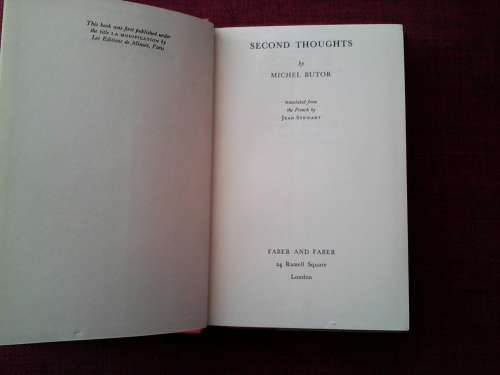 This book was first published under
the title LA MODIFICATION by
Les Editions de Minuit, Paris.
SECOND THOUGHTS
by
MICHEL BUTOR
translated from
the French by
JEAN STEWART
FABER AND FABER
24 Russell Square
London